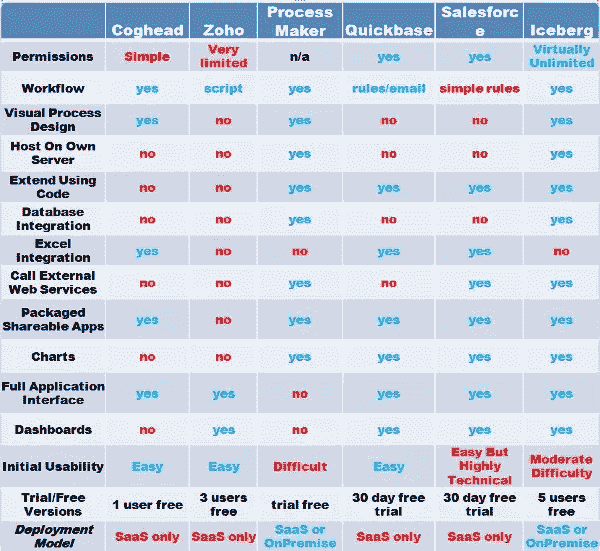 Coghead Zoho Process Maker Quickbase Salesforc e Iceberg
Permissions Simple Very limited n/a yes yes Virtually Unlimited
Workflow yes script yes rules/email simple rules yes
Visual Process Design yes no yes no no yes
Host On Own Server no no yes no no yes
Extend Using Code no no yes yes yes yes
Database Integration no no yes no no yes
Excel Integration yes no no yes yes no
Call External Web Services no no yes no yes yes
Packaged Shareable Apps yes no yes yes yes yes
Charts no no yes yes yes yes
Full Application Interface yes yes no yes yes yes
Dashboards no yes no yes yes yes
Initial Usability Easy Easy Difficult Easy Easy But Highly Technical Moderate Difficulty
Trial/Free Versions 1 user free 3 users free trial free 30 day free trial 30 day free trial 5 users free
Deployment Model SaaS only SaaS only SaaS or OnPremise SaaS only SaaS only SaaS or OnPremise